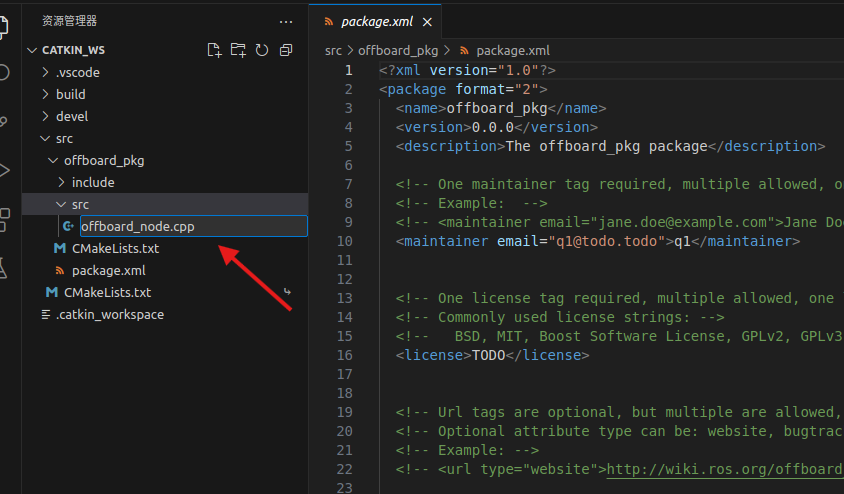 资源管理器
CATKIN_WS
.vscode
build
devel
src
offboard_pkg
include
src
offboard_node.cpp
CMakeLists.txt
package.xml
CMakeLists.txt
.catkin_workspace
package.xml
src > offboard_pkg > package.xml
1 <?xml version="1.0"?>
2 <package format="2">
3 <name>offboard_pkg</name>
4 <version>0.0.0</version>
5 <description>The offboard_pkg package</description>
6
7 <!-- One maintainer tag required, multiple allowed, o
8 <!-- Example:  -->
9 <!-- <maintainer email="jane.doe@example.com">Jane Do
10 <maintainer email="q1@todo.todo">q1</maintainer>
11
12
13 <!-- One license tag required, multiple allowed, one
14 <!-- Commonly used license strings: -->
15 <!--   BSD, MIT, Boost Software License, GPLv2, GPLv3
16 <license>TODO</license>
17
18
19 <!-- Url tags are optional, but multiple are allowed,
20 <!-- Optional attribute type can be: website, bugtrac
21 <!-- Example: -->
22 <!-- <url type="website">http://wiki.ros.org/offboard
23